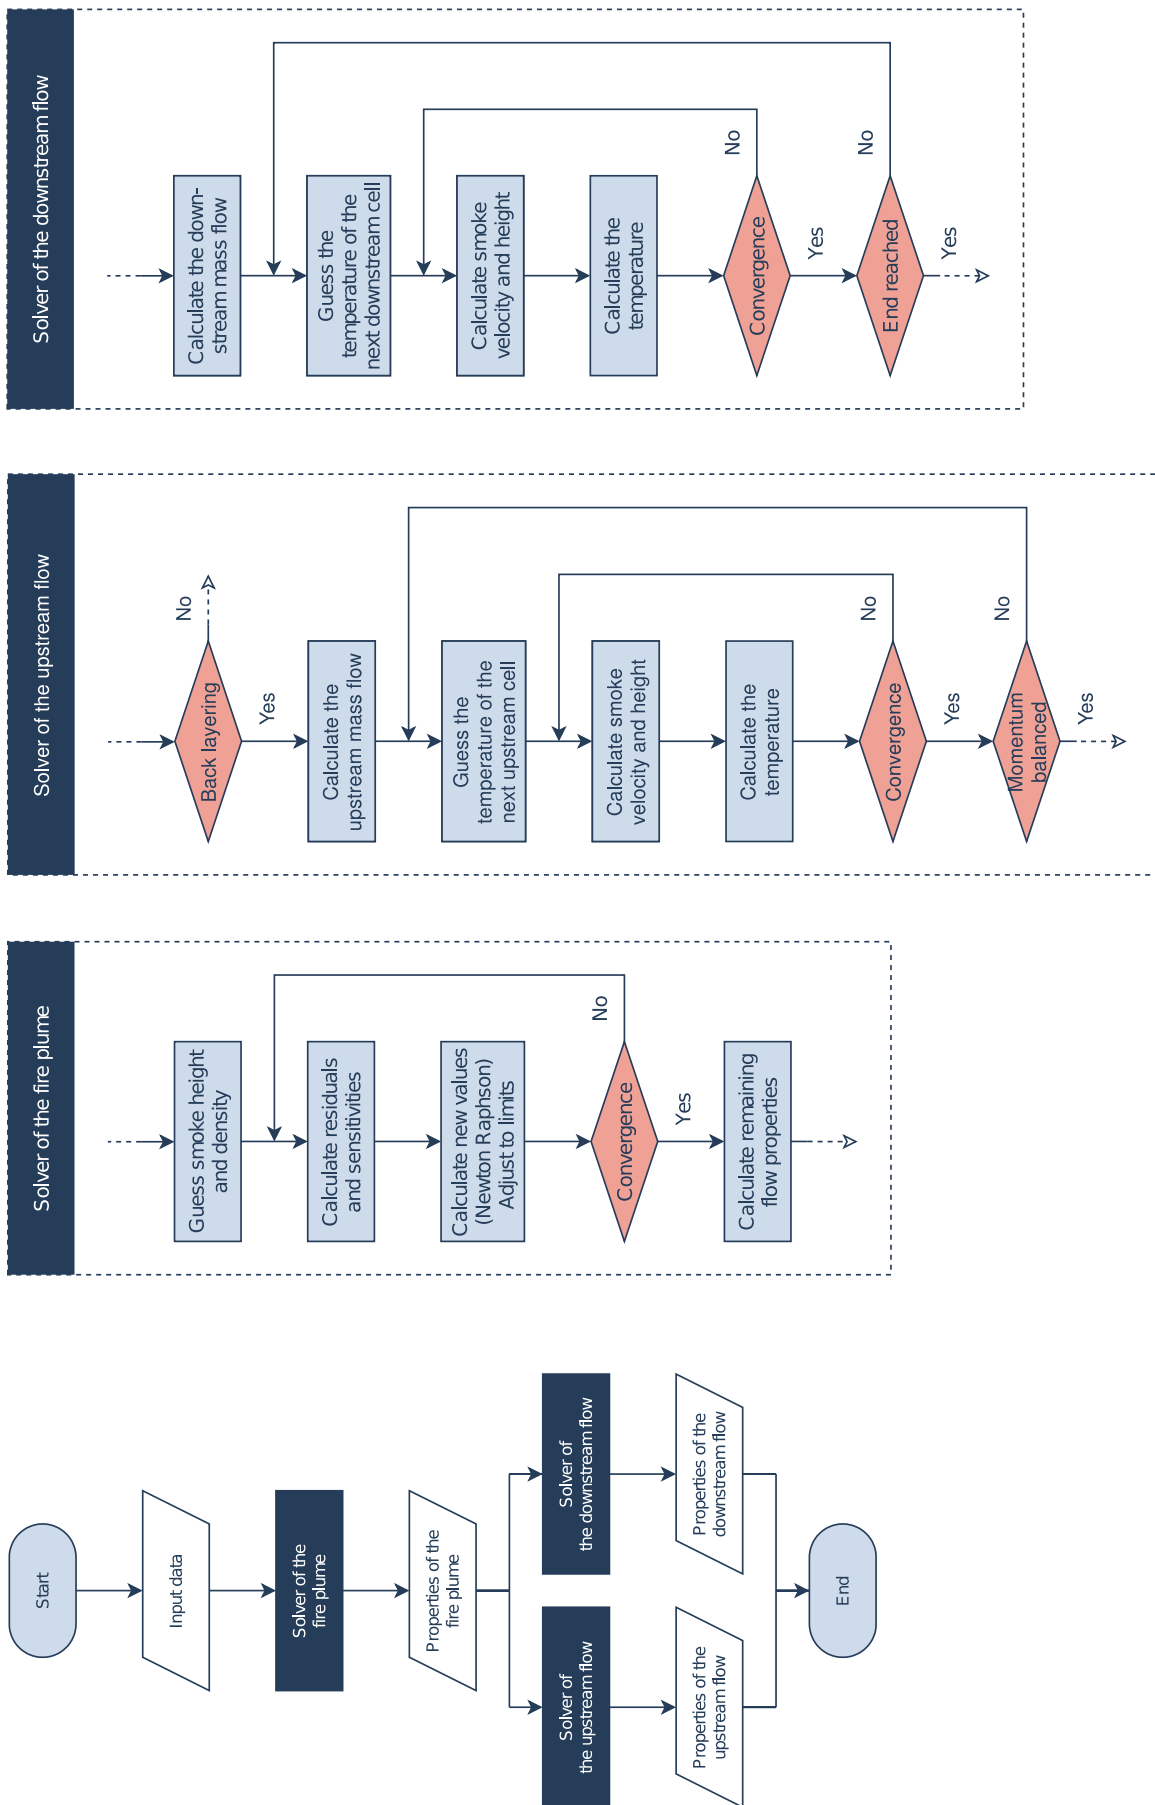 Start
Input data
Solver of the
fire plume
Properties of the
fire plume
Solver of
the upstream flow
Solver of
the downstream flow
Properties of the
upstream flow
Properties of the
downstream flow
End
Solver of the fire plume
Guess smoke height
and density
Calculate residuals
and sensitivities
Calculate new values
(Newton Raphson)
Adjust to limits
Convergence
No
Yes
Calculate remaining
flow properties
Solver of the upstream flow
Back layering
No
Yes
Calculate the
upstream mass flow
Guess the
temperature of the
next upstream cell
Calculate smoke
velocity and height
Calculate the
temperature
Convergence
No
Yes
Momentum
balanced
No
Yes
Solver of the downstream flow
Calculate the down-
stream mass flow
Guess the
temperature of the
next downstream cell
Calculate smoke
velocity and height
Calculate the
temperature
Convergence
No
Yes
End reached
No
Yes